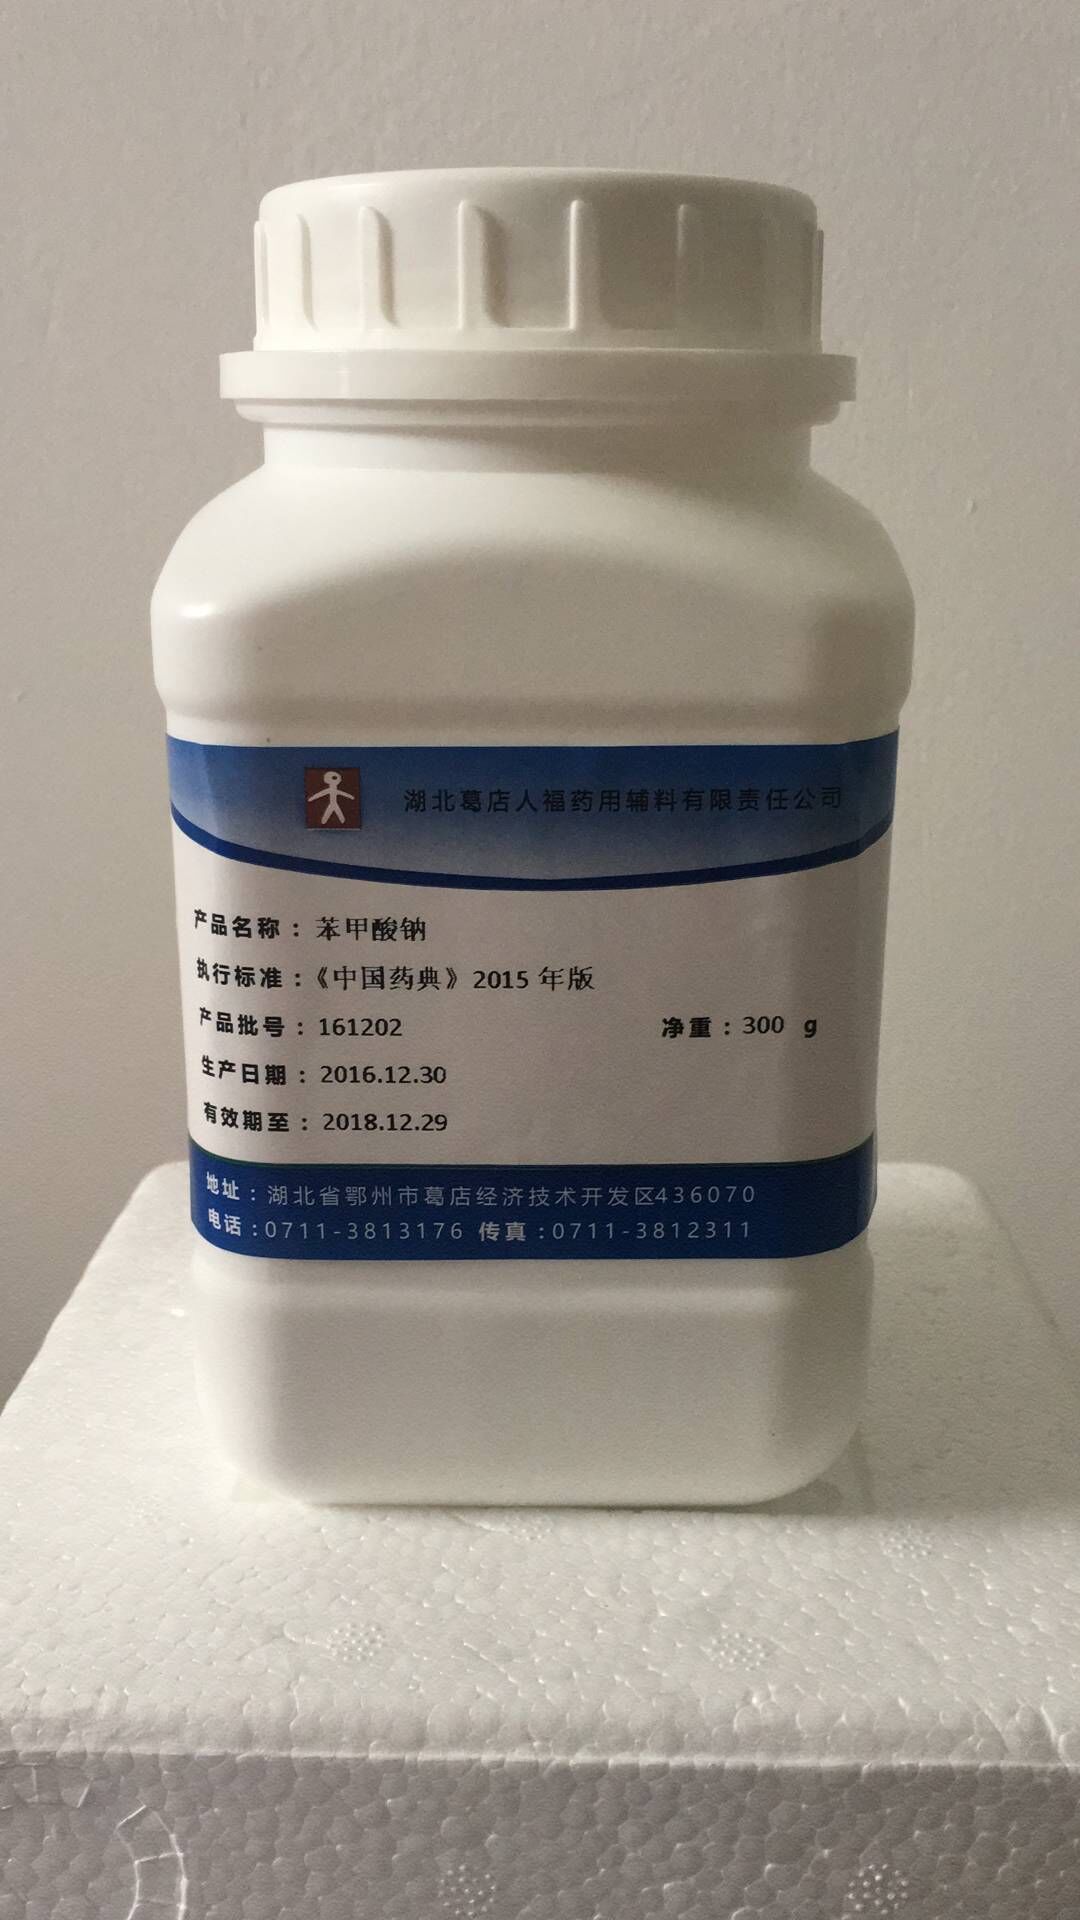 湖北葛店人福药用辅料有限责任公司
产品名称：苯甲酸钠
执行标准：《中国药典》2015 年版
产品批号：161202 净重：300 g
生产日期：2016.12.30
有效期至：2018.12.29
地址：湖北省鄂州市葛店经济技术开发区436070
电话:0711-3813176 传真:0711-3812311